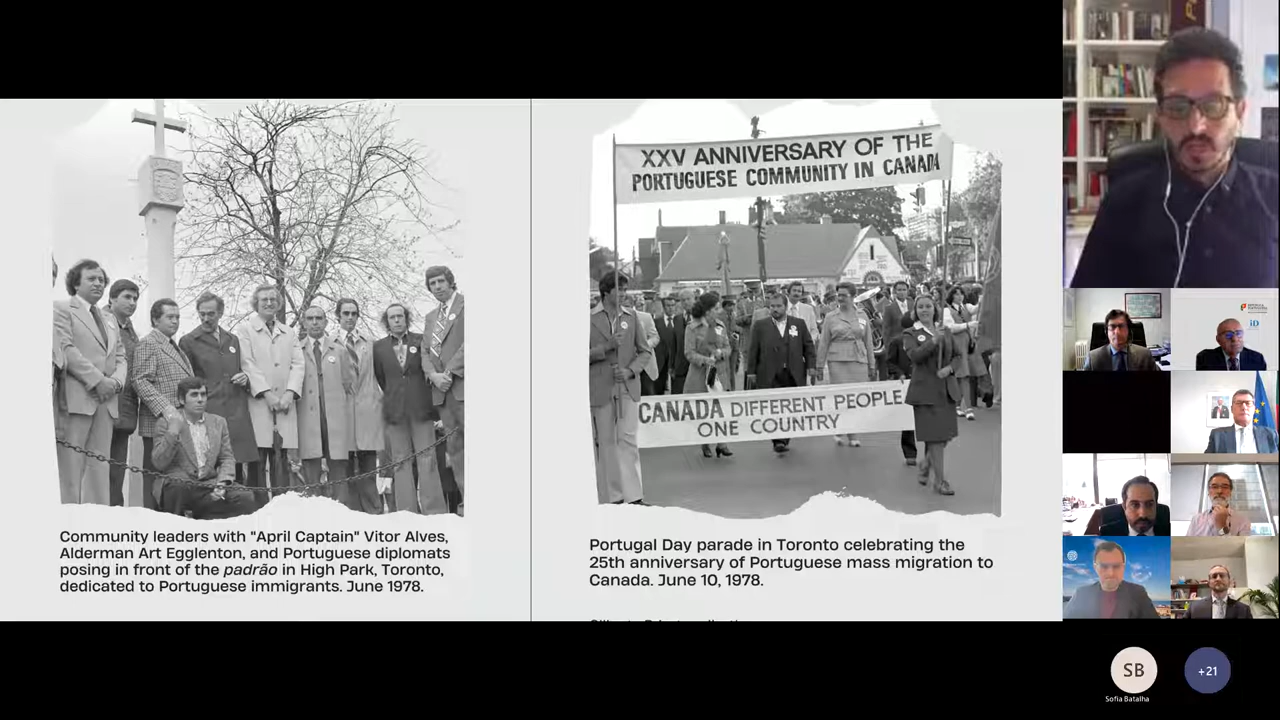 XXV ANNIVERSARY OF THE
PORTUGUESE COMMUNITY IN CANADA
CANADA DIFFERENT PEOPLE
ONE COUNTRY
Community leaders with "April Captain" Vitor Alves,
Alderman Art Egglenton, and Portuguese diplomats
posing in front of the padrão in High Park, Toronto,
dedicated to Portuguese immigrants. June 1978.
Portugal Day parade in Toronto celebrating the
25th anniversary of Portuguese mass migration to
Canada. June 10, 1978.
iD
SB
+21
Sofia Batalha